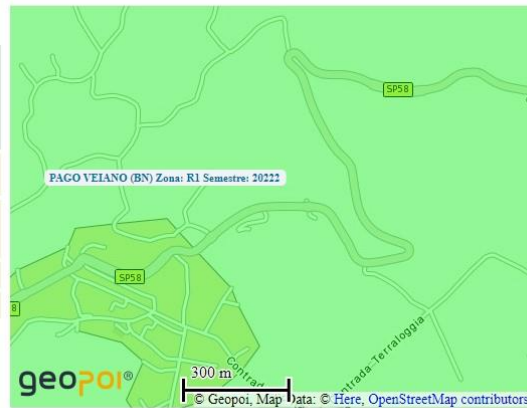 SP58
PAGO VEIANO (BN) Zona: R1 Semestre: 20222
SP58
8
Contrada-Terraloggia
geopoi®
300 m
© Geopoi, Map Data: © Here, OpenStreetMap contributors